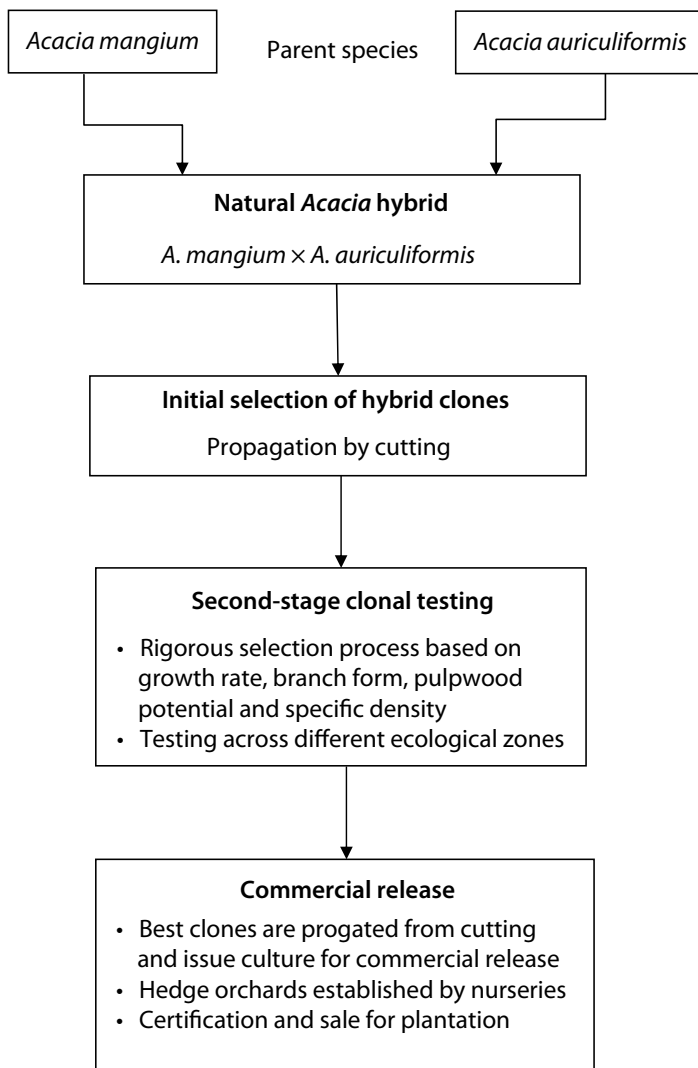 Acacia mangium
Parent species
Acacia auriculiformis
Natural Acacia hybrid
A. mangium × A. auriculiformis
Initial selection of hybrid clones
Propagation by cutting
Second-stage clonal testing
• Rigorous selection process based on
growth rate, branch form, pulpwood
potential and specific density
• Testing across different ecological zones
Commercial release
• Best clones are progated from cutting
and issue culture for commercial release
• Hedge orchards established by nurseries
• Certification and sale for plantation